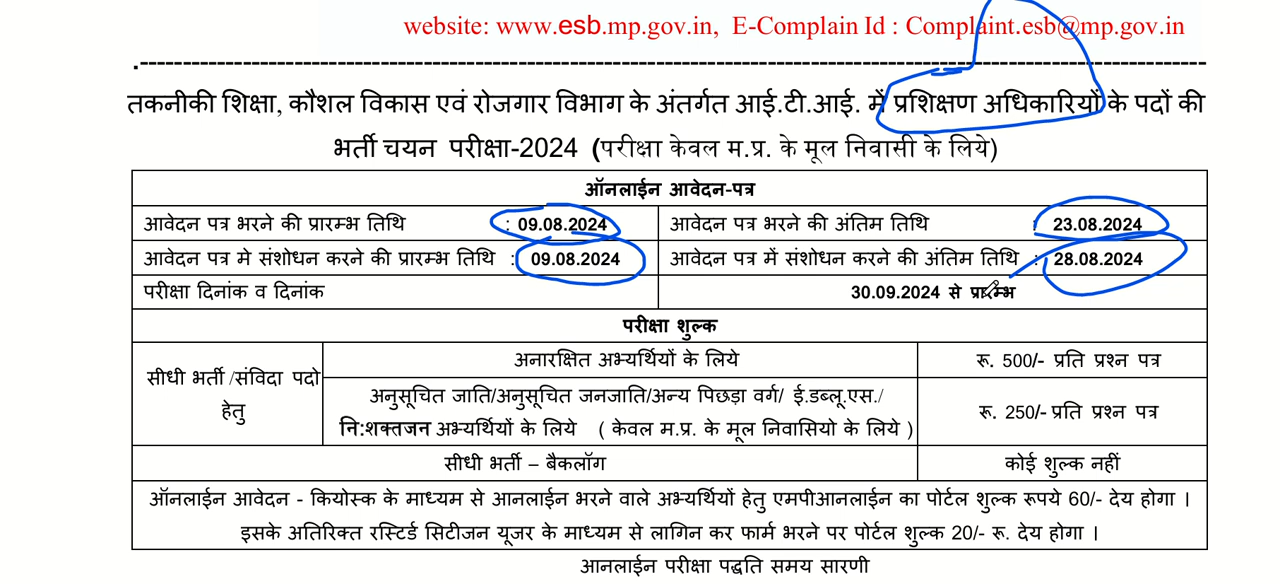 website: www.esb.mp.gov.in, E-Complain Id : Complaint.esb@mp.gov.in
तकनीकी शिक्षा, कौशल विकास एवं रोजगार विभाग के अंतर्गत आई.टी.आई. में प्रशिक्षण अधिकारियों के पदों की
भर्ती चयन परीक्षा-2024 (परीक्षा केवल म.प्र. के मूल निवासी के लिये)
ऑनलाईन आवेदन-पत्र
आवेदन पत्र भरने की प्रारम्भ तिथि : 09.08.2024 आवेदन पत्र भरने की अंतिम तिथि : 23.08.2024
आवेदन पत्र मे संशोधन करने की प्रारम्भ तिथि : 09.08.2024 आवेदन पत्र में संशोधन करने की अंतिम तिथि : 28.08.2024
परीक्षा दिनांक व दिनांक 30.09.2024 से प्रारम्भ
परीक्षा शुल्क
सीधी भर्ती /संविदा पदो हेतु
अनारक्षित अभ्यर्थियों के लिये रू. 500/- प्रति प्रश्न पत्र
अनुसूचित जाति/अनुसूचित जनजाति/अन्य पिछड़ा वर्ग/ ई.डब्लू.एस./
नि:शक्तजन अभ्यर्थियों के लिये ( केवल म.प्र. के मूल निवासियो के लिये ) रू. 250/- प्रति प्रश्न पत्र
सीधी भर्ती – बैकलॉग कोई शुल्क नहीं
ऑनलाईन आवेदन - कियोस्क के माध्यम से आनलाईन भरने वाले अभ्यर्थियों हेतु एमपीआनलाईन का पोर्टल शुल्क रूपये 60/- देय होगा ।
इसके अतिरिक्त रस्टिर्ड सिटीजन यूजर के माध्यम से लागिन कर फार्म भरने पर पोर्टल शुल्क 20/- रू. देय होगा ।
आनलाईन परीक्षा पद्धति समय सारणी